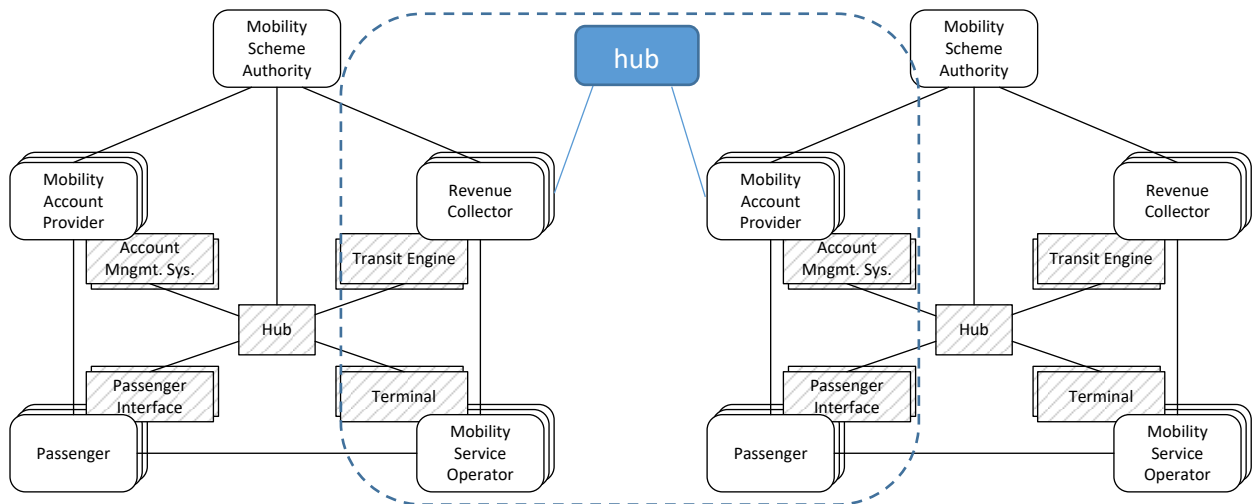 Mobility
Scheme
Authority
hub
Mobility
Scheme
Authority
Mobility
Account
Provider
Revenue
Collector
Mobility
Account
Provider
Revenue
Collector
Account
Mngmt. Sys.
Transit Engine
Account
Mngmt. Sys.
Transit Engine
Hub
Hub
Passenger
Interface
Terminal
Passenger
Interface
Terminal
Passenger
Mobility
Service
Operator
Passenger
Mobility
Service
Operator